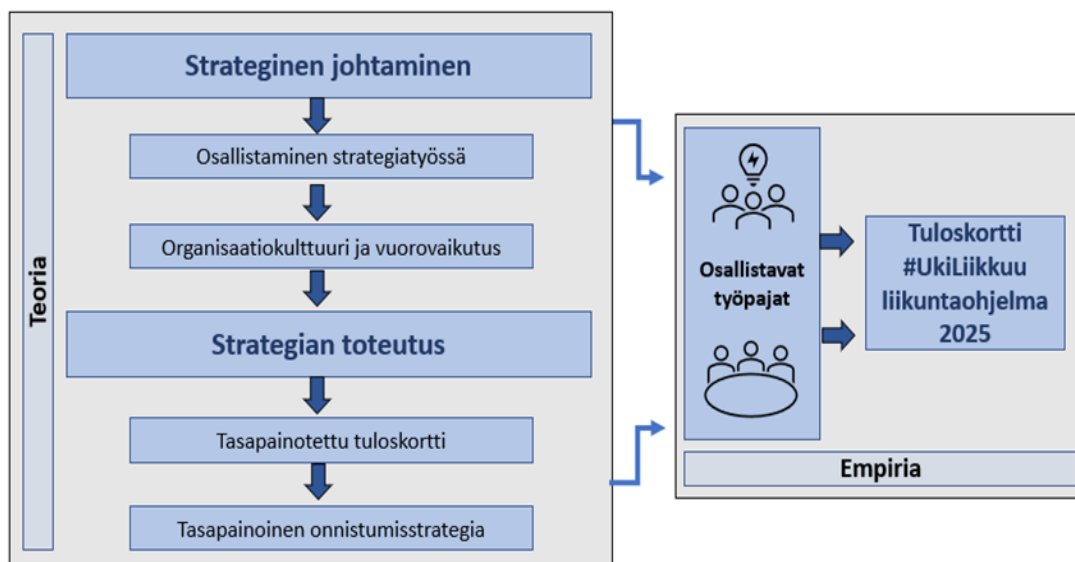 Teoria
Strateginen johtaminen
Osallistaminen strategiatyössä
Organisaatiokulttuuri ja vuorovaikutus
Strategian toteutus
Tasapainotettu tuloskortti
Tasapainoinen onnistumisstrategia
Osallistavat
työpajat
Tuloskortti
#UkiLiikkuu
liikuntaohjelma
2025
Empiria